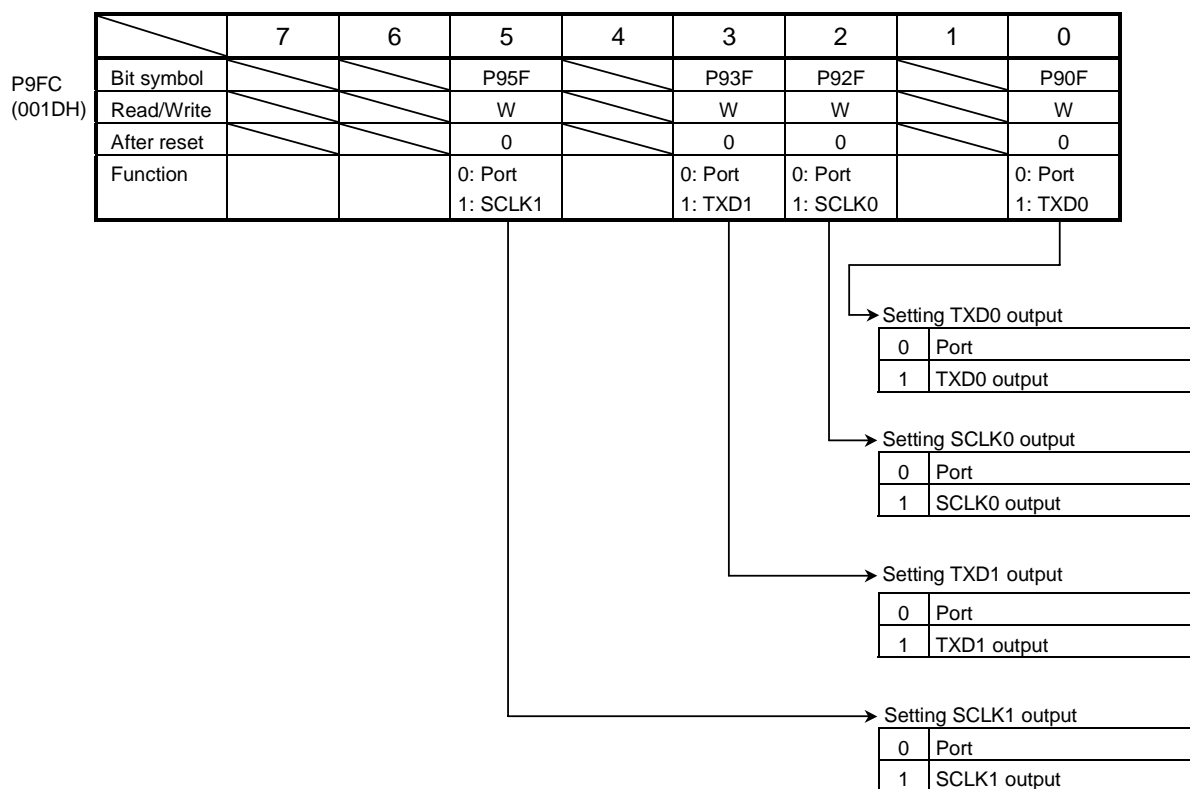 7 6 5 4 3 2 1 0
P9FC
(001DH)
Bit symbol P95F P93F P92F P90F
Read/Write W W W W
After reset 0 0 0 0
Function 0: Port 0: Port 0: Port 0: Port
1: SCLK1 1: TXD1 1: SCLK0 1: TXD0
Setting TXD0 output
0 Port
1 TXD0 output
Setting SCLK0 output
0 Port
1 SCLK0 output
Setting TXD1 output
0 Port
1 TXD1 output
Setting SCLK1 output
0 Port
1 SCLK1 output